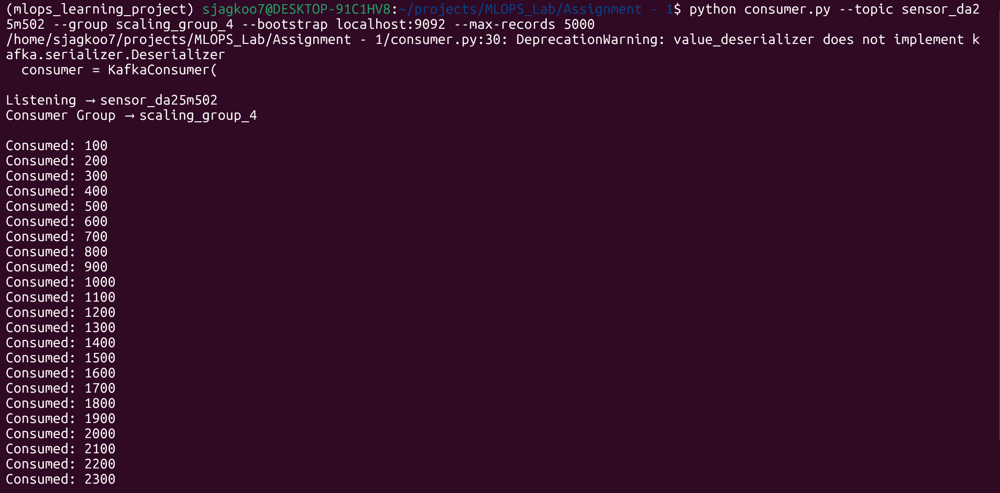 (mlops_learning_project) sjagkoo7@DESKTOP-91C1HV8:~/projects/MLOPS_Lab/Assignment - 1$ python consumer.py --topic sensor_da2
5m502 --group scaling_group_4 --bootstrap localhost:9092 --max-records 5000
/home/sjagkoo7/projects/MLOPS_Lab/Assignment - 1/consumer.py:30: DeprecationWarning: value_deserializer does not implement k
afka.serializer.Deserializer
  consumer = KafkaConsumer(

Listening → sensor_da25m502
Consumer Group → scaling_group_4

Consumed: 100
Consumed: 200
Consumed: 300
Consumed: 400
Consumed: 500
Consumed: 600
Consumed: 700
Consumed: 800
Consumed: 900
Consumed: 1000
Consumed: 1100
Consumed: 1200
Consumed: 1300
Consumed: 1400
Consumed: 1500
Consumed: 1600
Consumed: 1700
Consumed: 1800
Consumed: 1900
Consumed: 2000
Consumed: 2100
Consumed: 2200
Consumed: 2300